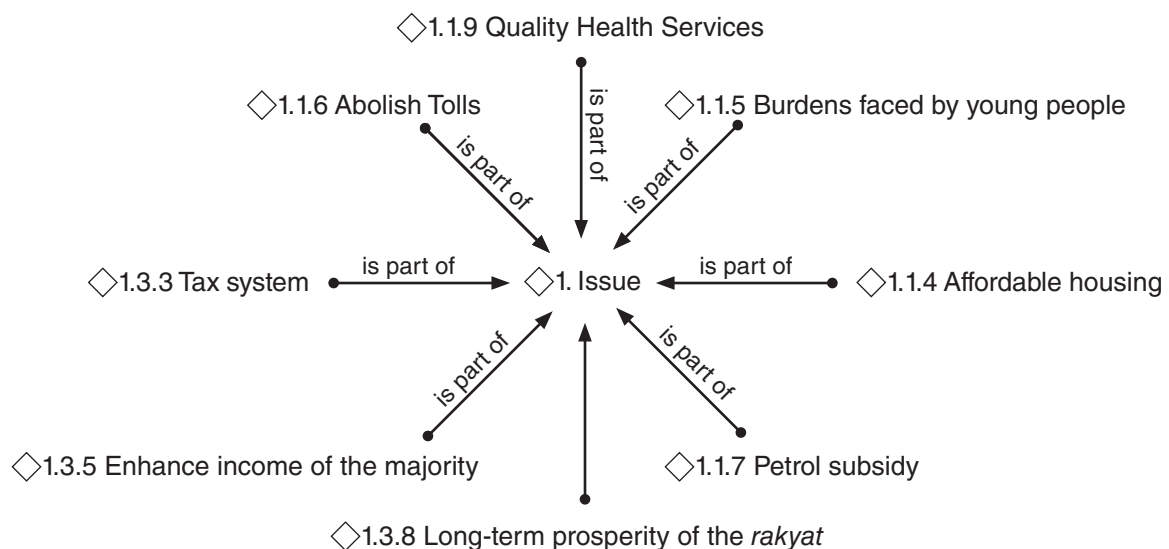 1.1.9 Quality Health Services
1.1.6 Abolish Tolls
1.1.5 Burdens faced by young people
is part of
is part of
is part of
1.3.3 Tax system
is part of
1. Issue
is part of
1.1.4 Affordable housing
is part of
is part of
1.3.5 Enhance income of the majority
1.1.7 Petrol subsidy
1.3.8 Long-term prosperity of the rakyat